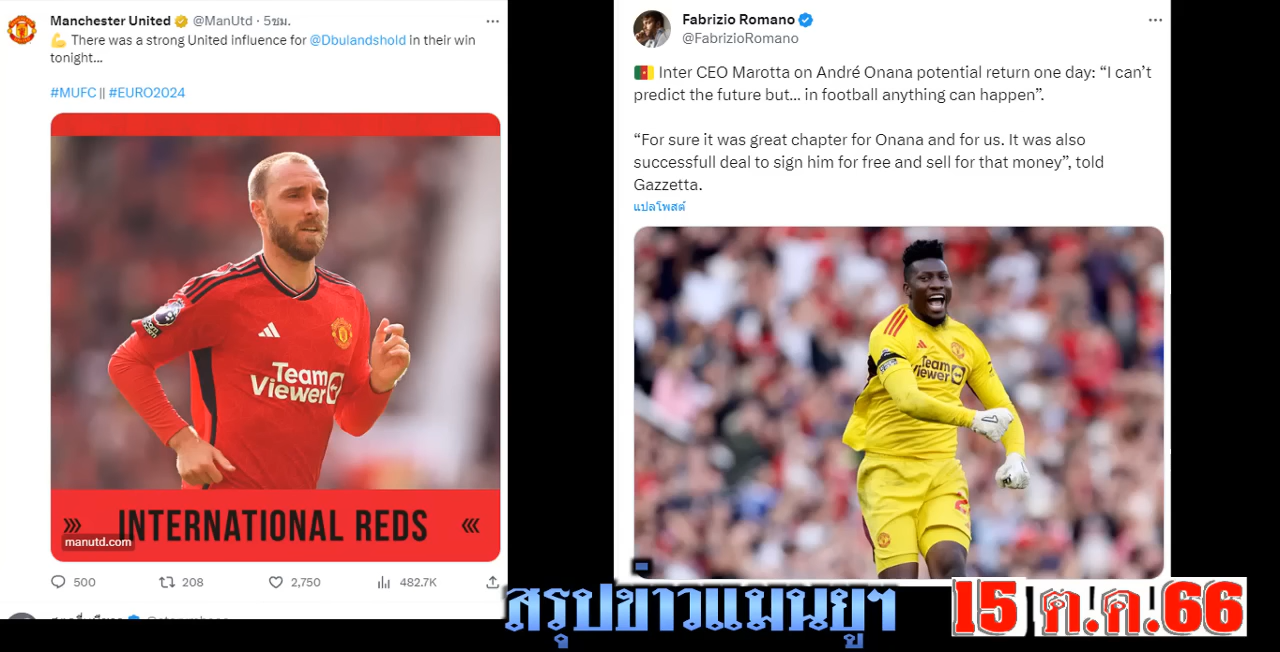 Manchester United @ManUtd · 5ชม.
💪 There was a strong United influence for @Dbulandshold in their win
tonight...
#MUFC || #EURO2024
Team
Viewer
INTERNATIONAL REDS
manutd.com
500 208 2,750 482.7K
Fabrizio Romano
@FabrizioRomano
🇨🇲 Inter CEO Marotta on André Onana potential return one day: “I can’t
predict the future but... in football anything can happen”.
“For sure it was great chapter for Onana and for us. It was also
successfull deal to sign him for free and sell for that money”, told
Gazzetta.
แปลโพสต์
Team
Viewer
สรุปข่าวแมนยูฯ 15 ต.ค.66